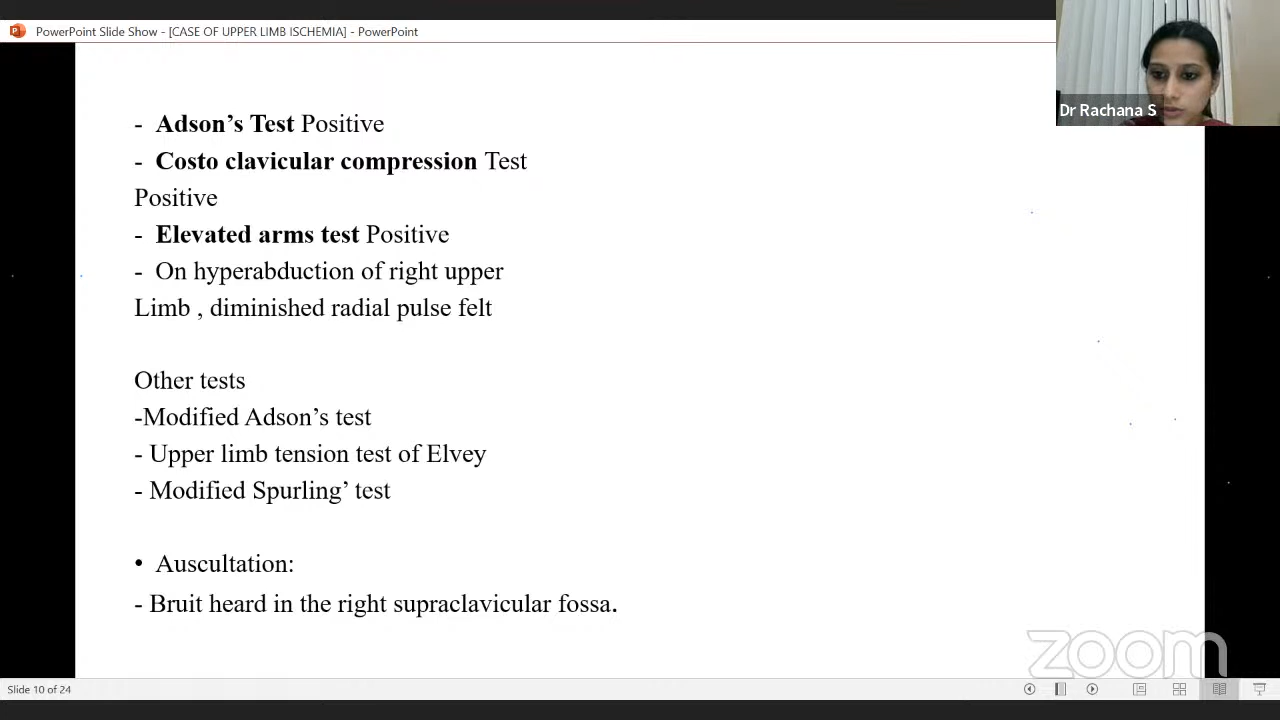 PowerPoint Slide Show - [CASE OF UPPER LIMB ISCHEMIA] - PowerPoint
Dr Rachana S
- Adson’s Test Positive
- Costo clavicular compression Test
Positive
- Elevated arms test Positive
- On hyperabduction of right upper
Limb , diminished radial pulse felt
Other tests
-Modified Adson’s test
- Upper limb tension test of Elvey
- Modified Spurling’ test
• Auscultation:
- Bruit heard in the right supraclavicular fossa.
zoom
Slide 10 of 24